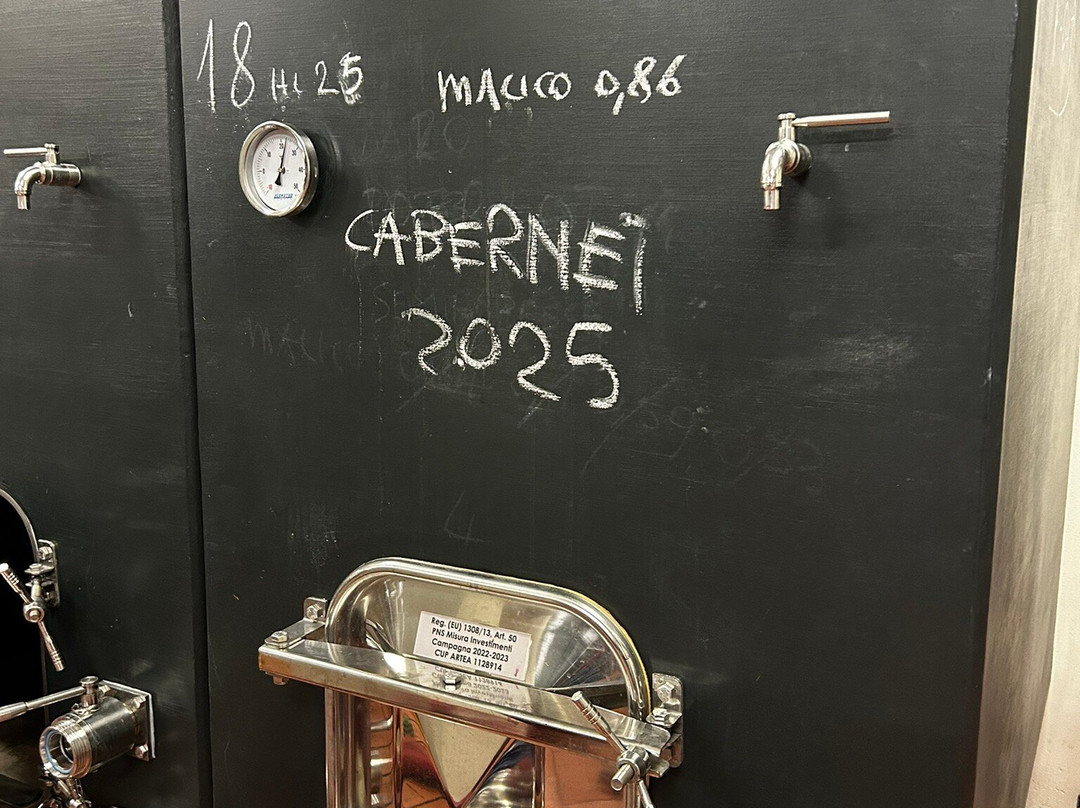 18 HL 25 MALICO 0,86
CABERNET
2025
Reg. (EU) 1308/13, Art. 50
PNS Misura Investimenti
Campagna 2022-2023
CUP ARTEA 1128914